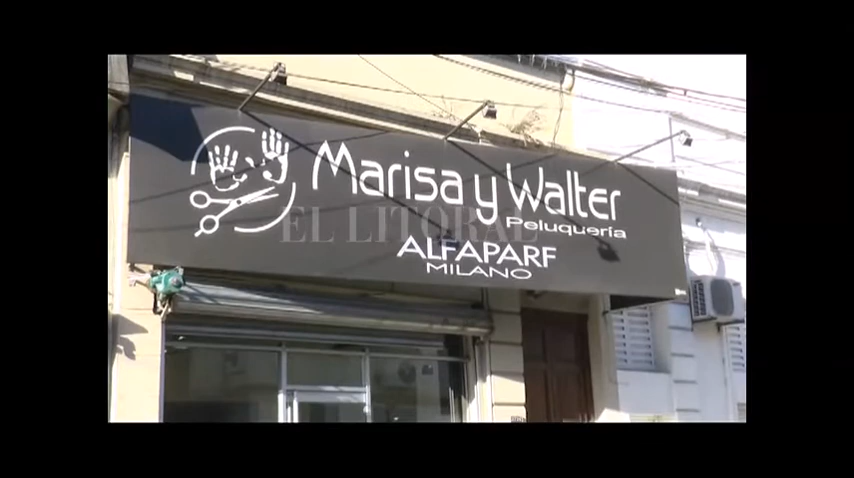 Marisa y Walter
Peluquería
EL LITORAL
ALFAPARF
MILANO